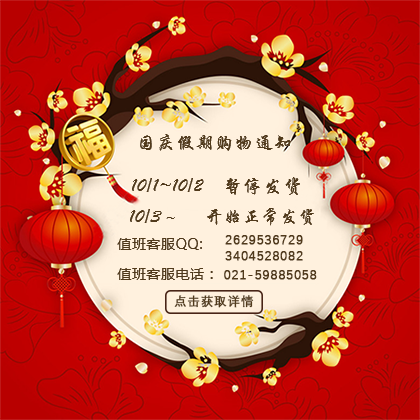 福
国庆假期购物通知
10/1~10/2 暂停发货
10/3~ 开始正常发货
值班客服QQ: 2629536729
3404528082
值班客服电话: 021-59885058
点击获取详情